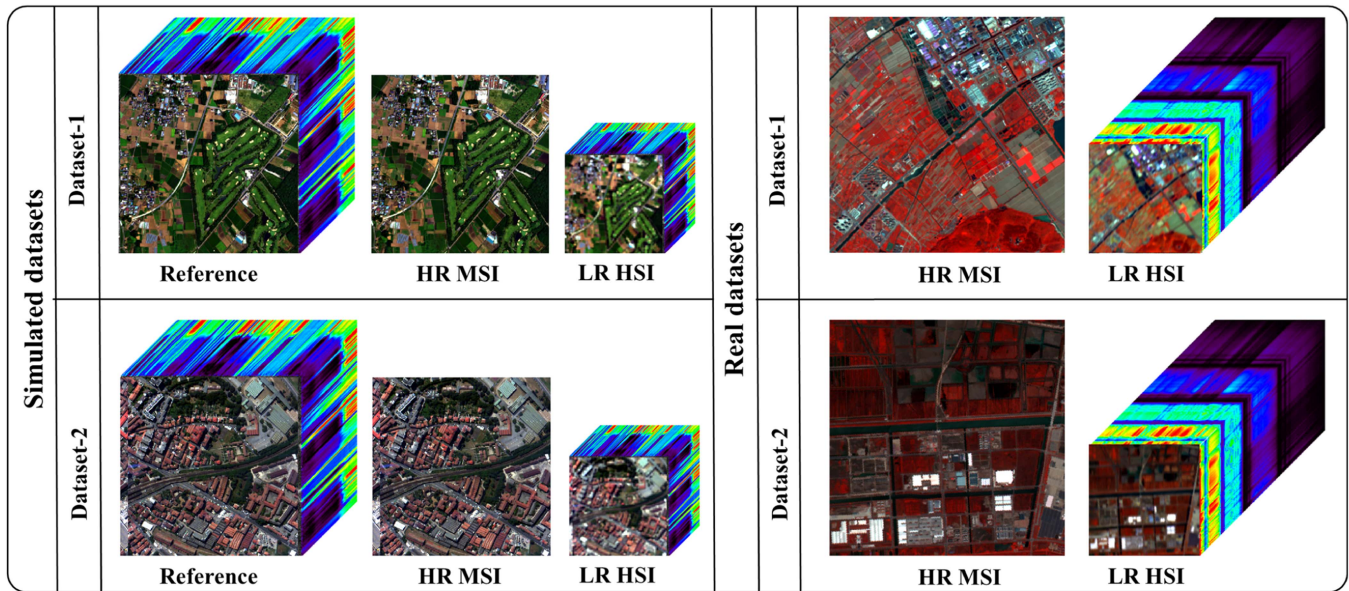 Simulated datasets
Dataset-1
Reference
HR MSI
LR HSI
Dataset-2
Reference
HR MSI
LR HSI
Real datasets
Dataset-1
HR MSI
LR HSI
Dataset-2
HR MSI
LR HSI